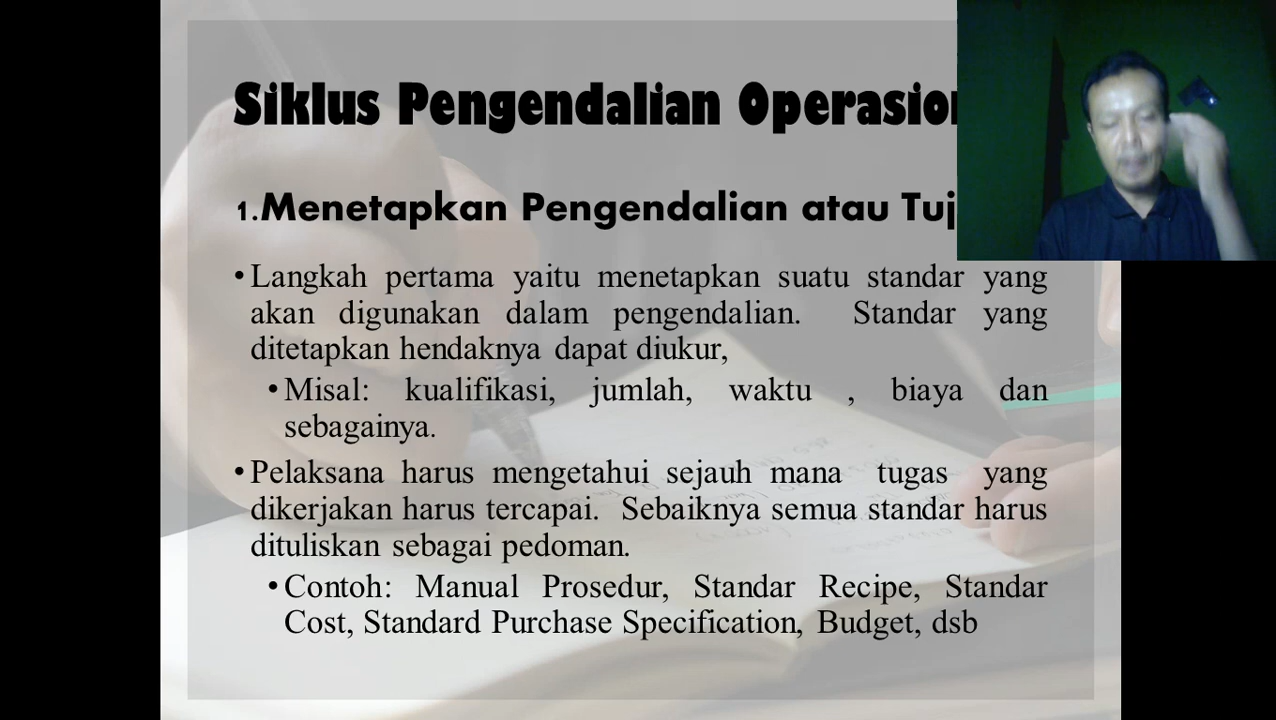 Siklus Pengendalian
1.Menetapkan Pengendalian atau
• Langkah pertama yaitu menetapkan suatu standar yang
akan digunakan dalam pengendalian. Standar yang
ditetapkan hendaknya dapat diukur,
• Misal: kualifikasi, jumlah, waktu , biaya dan
sebagainya.
• Pelaksana harus mengetahui sejauh mana tugas yang
dikerjakan harus tercapai. Sebaiknya semua standar harus
dituliskan sebagai pedoman.
• Contoh: Manual Prosedur, Standar Recipe, Standar
Cost, Standard Purchase Specification, Budget, dsb